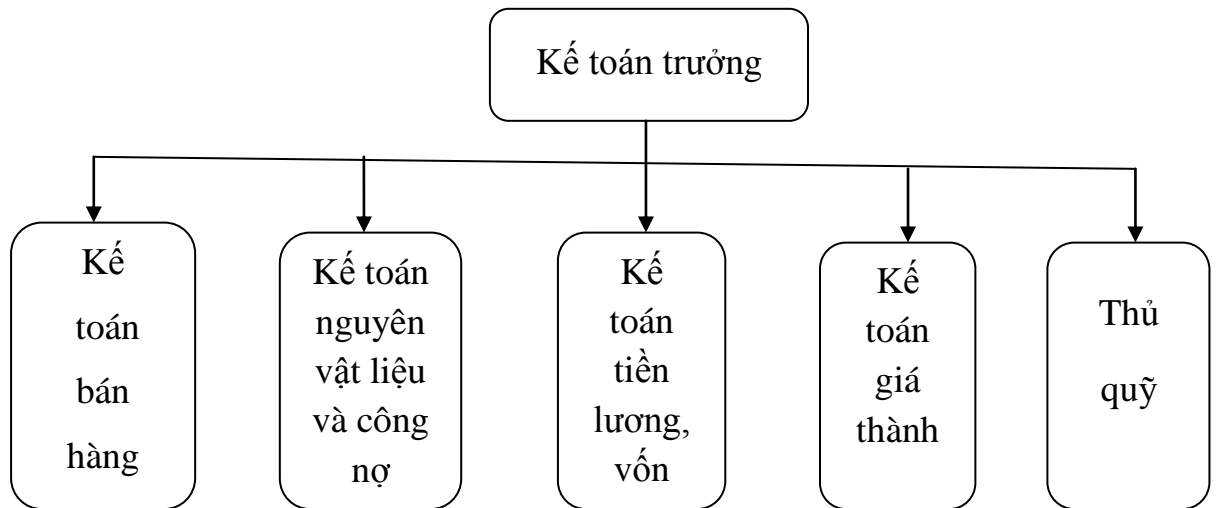 Kế toán trưởng
Kế
toán
bán
hàng
Kế toán
nguyên
vật liệu
và công
nợ
Kế
toán
tiền
lương,
vốn
Kế
toán
giá
thành
Thủ
quỹ